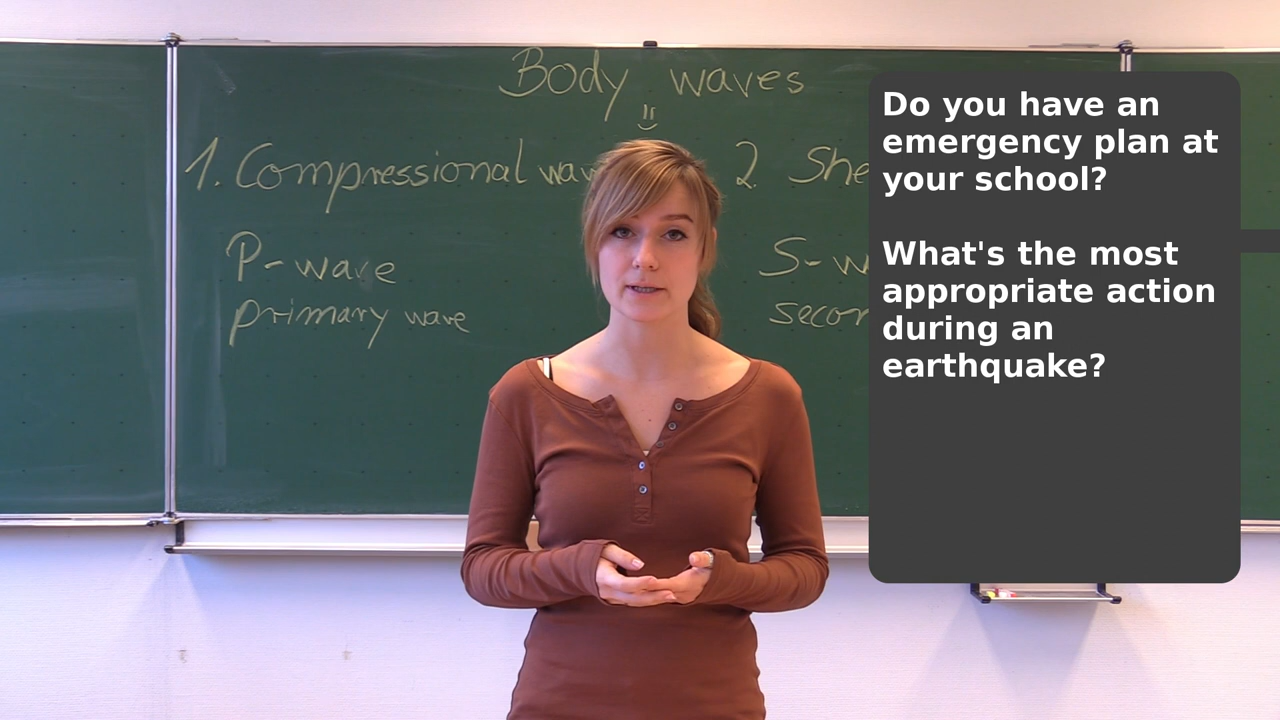 Body waves
1. Compressional
2.
P-wave
primary wave
Do you have an
emergency plan at
your school?
What's the most
appropriate action
during an
earthquake?